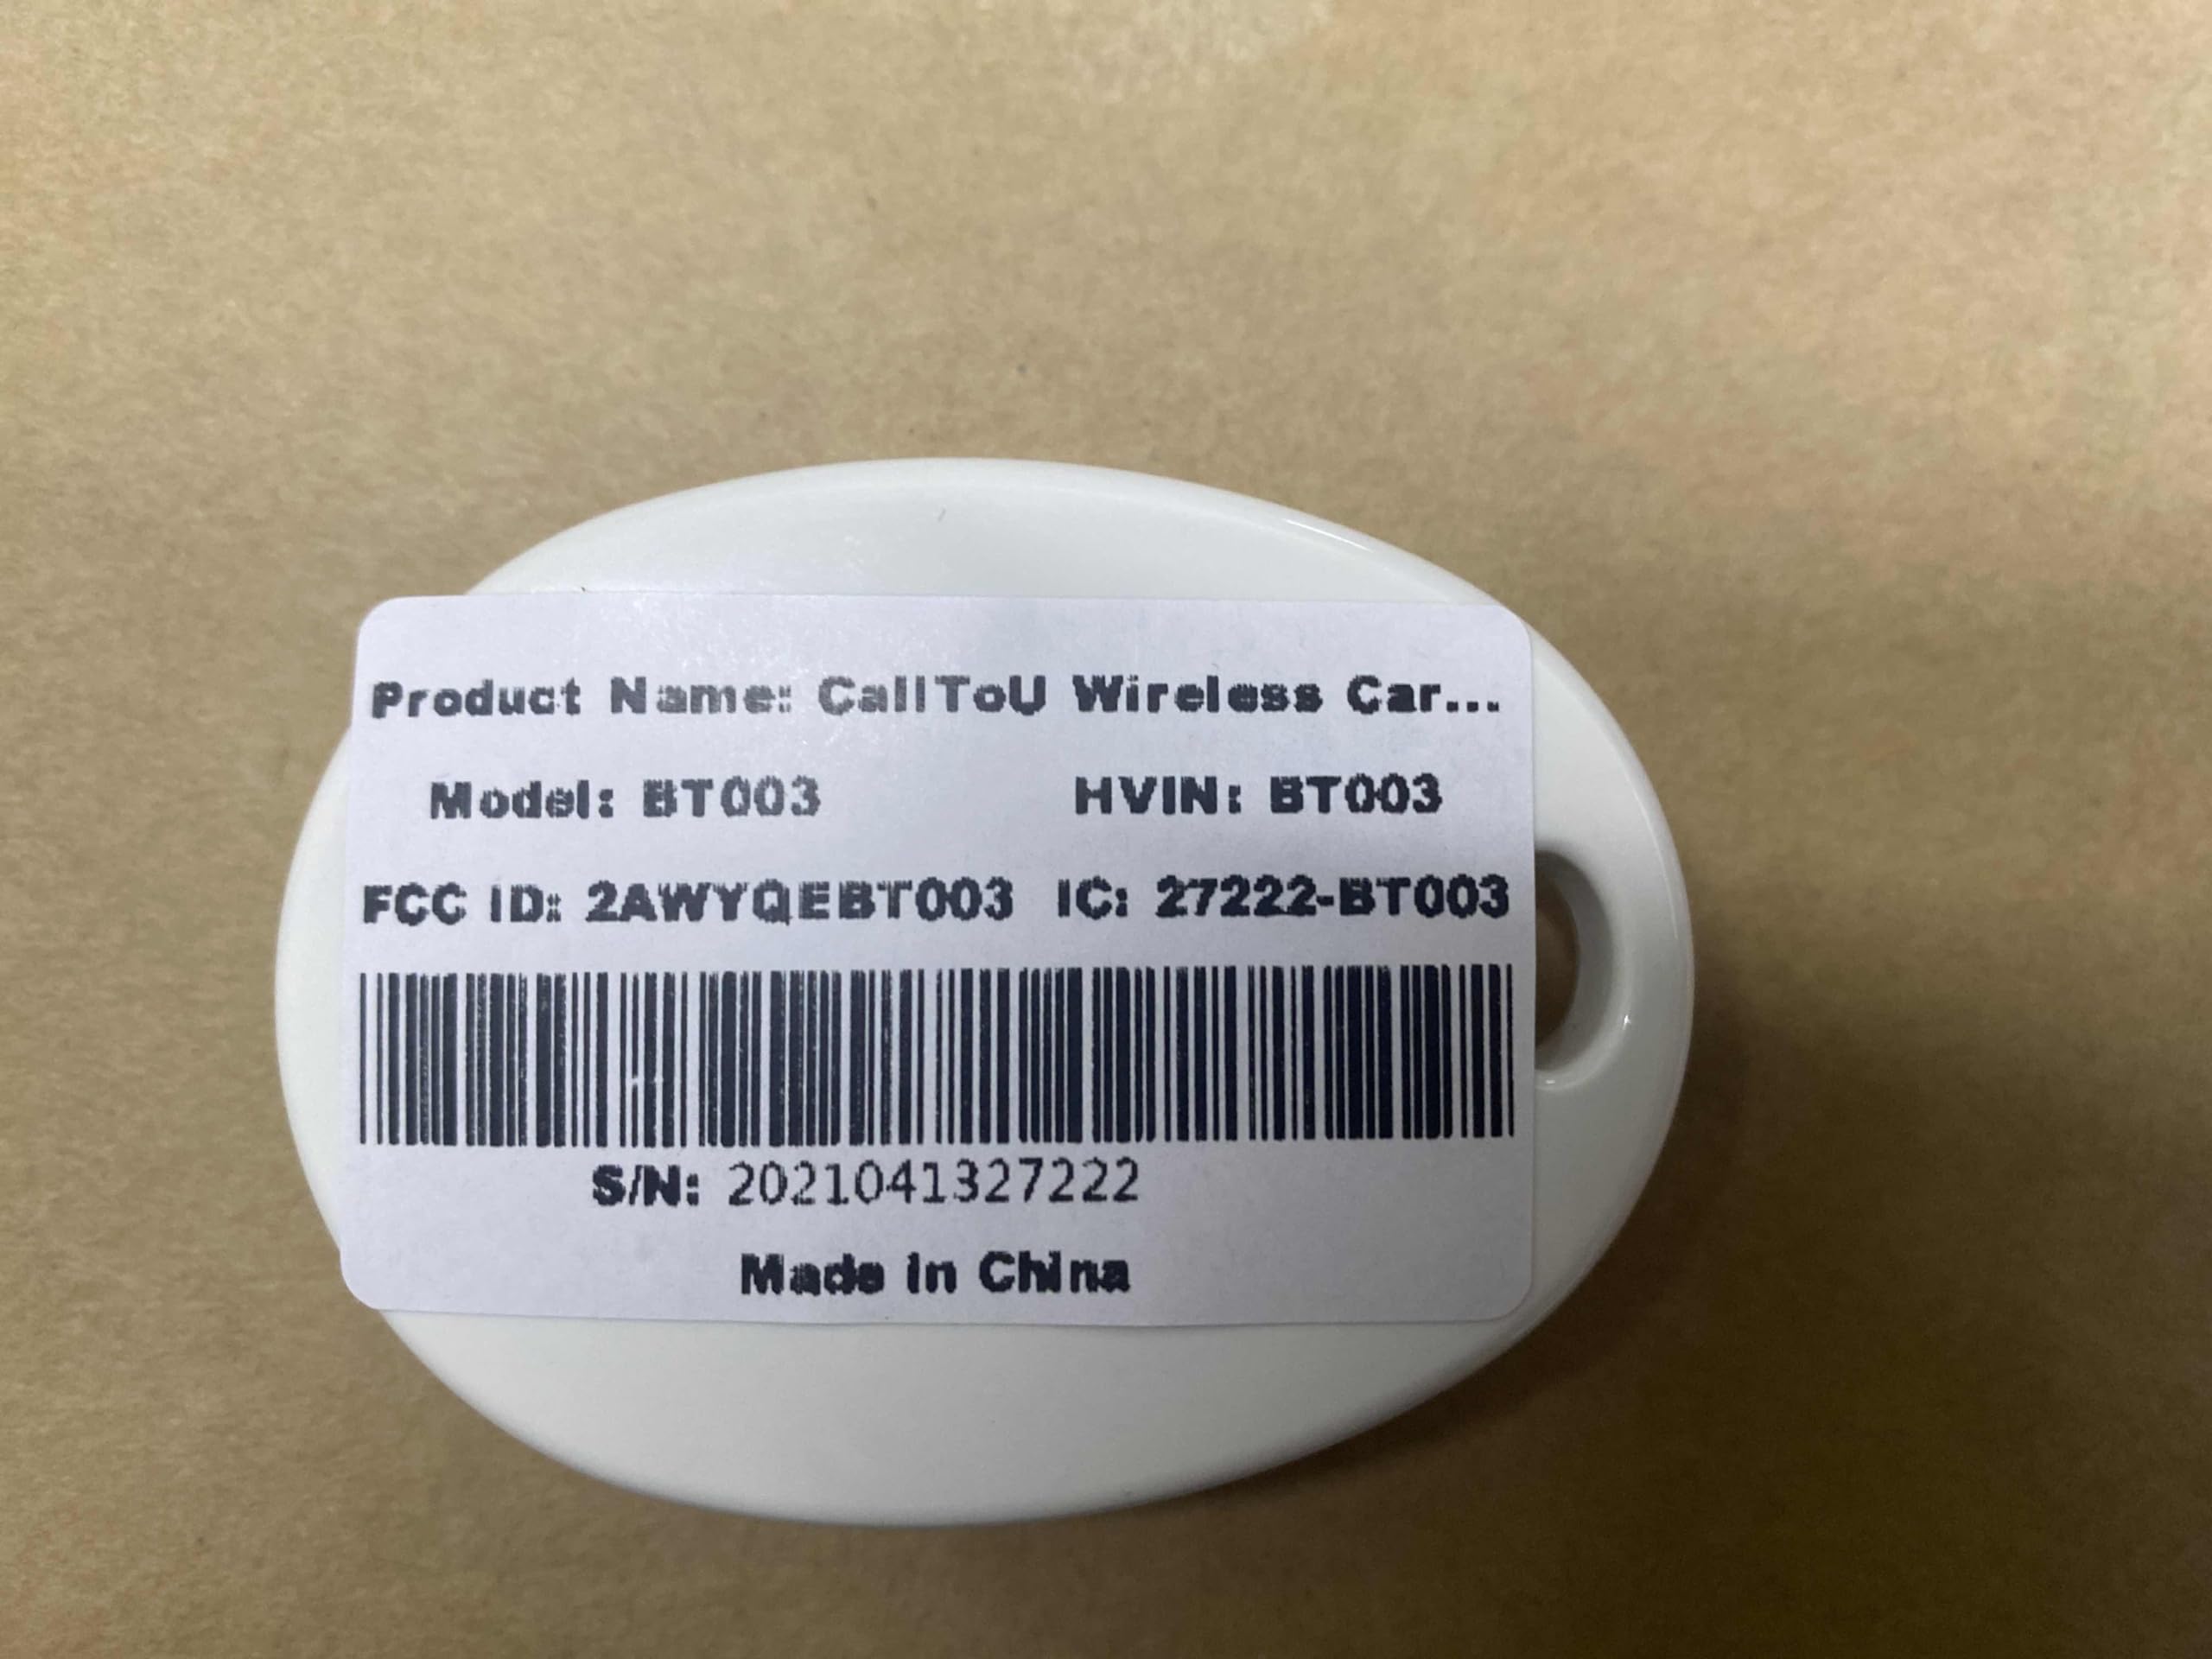 Product Name: CallToU Wireless Car...
Model: BT003 HVIN: BT003
FCC ID: 2AWYQEBT003 IC: 27222-BT003
S/N: 2021041327222
Made in China